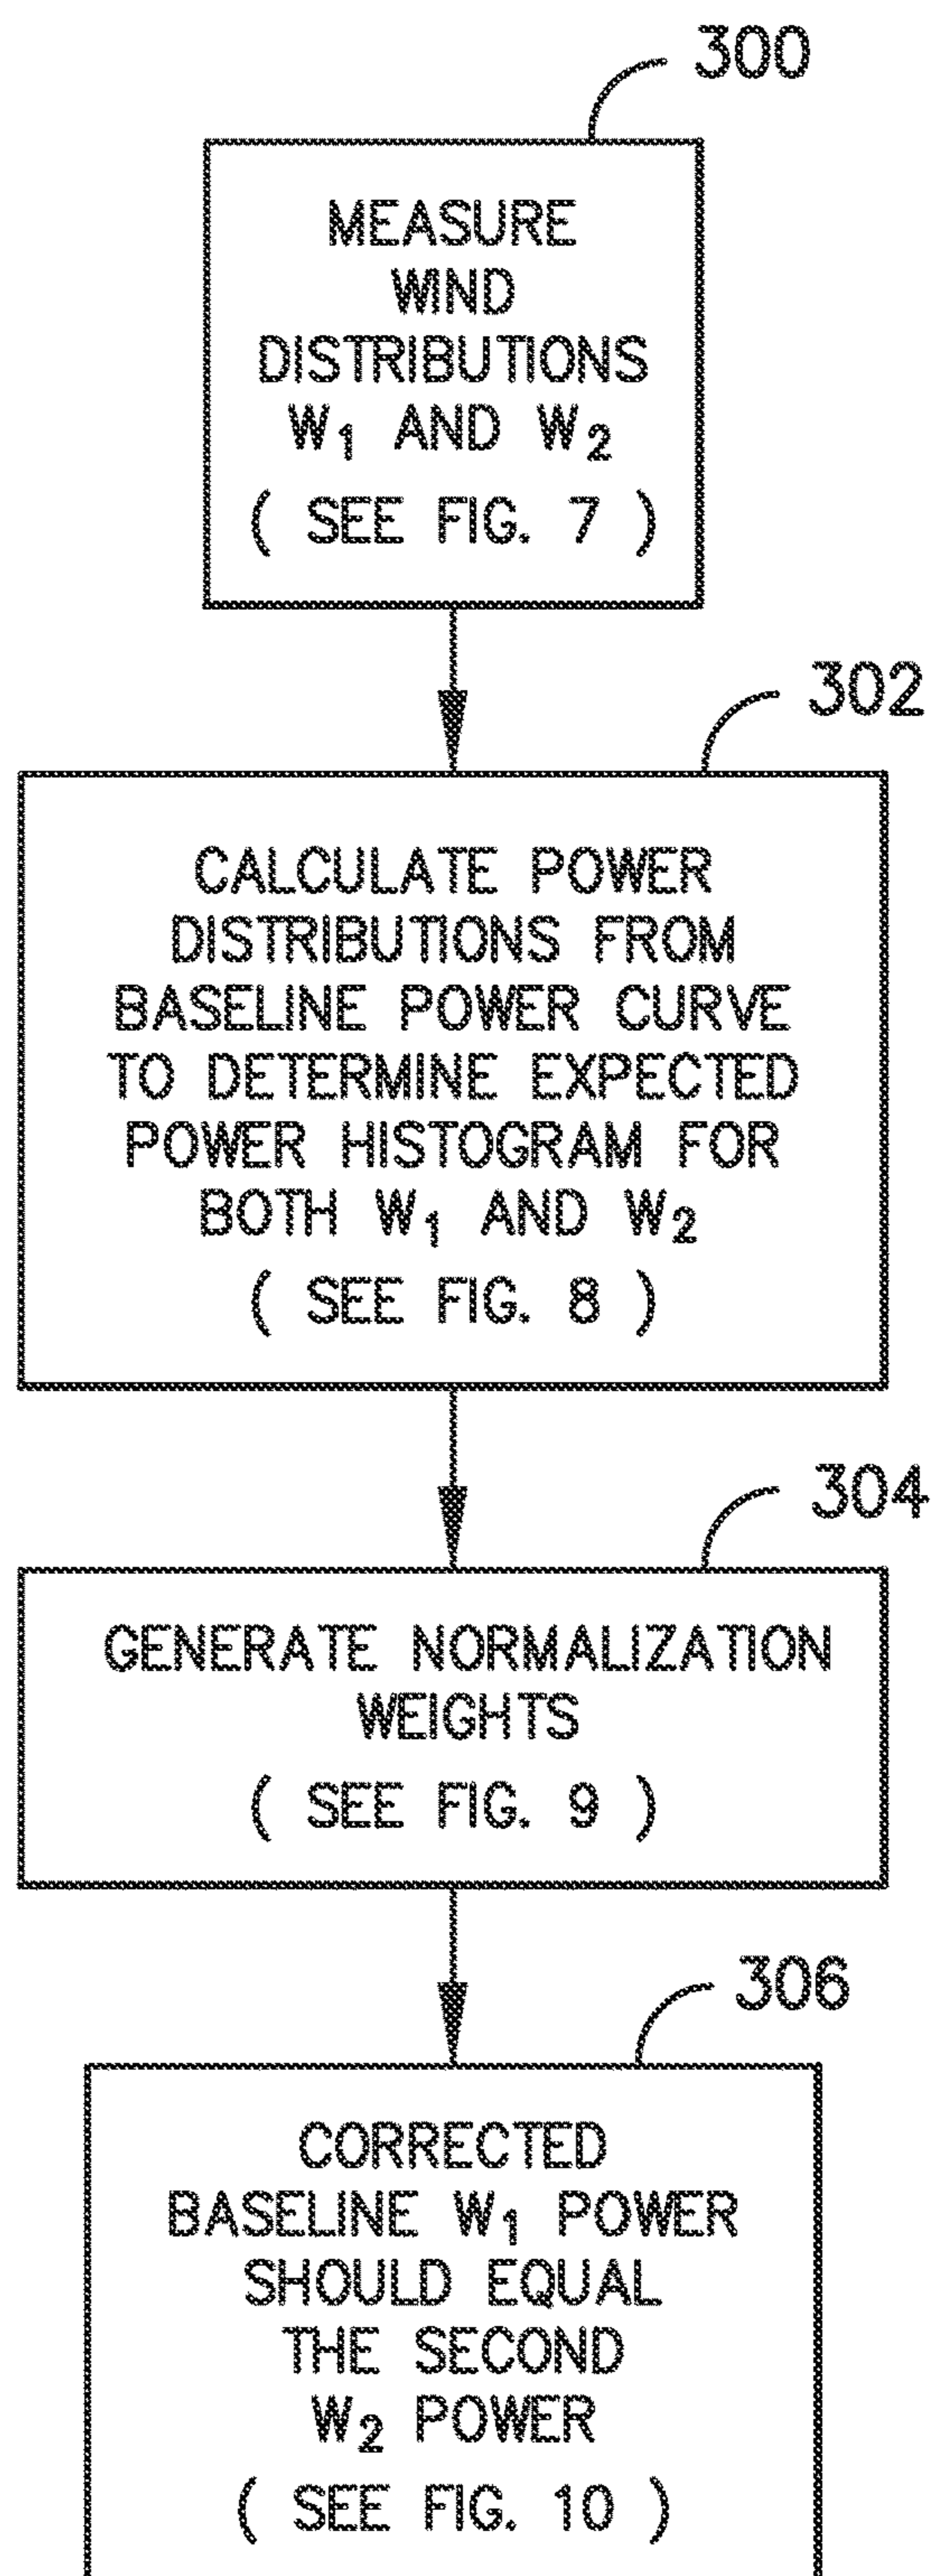 300
MEASURE
WIND
DISTRIBUTIONS
W₁ AND W₂
( SEE FIG. 7 )
302
CALCULATE POWER
DISTRIBUTIONS FROM
BASELINE POWER CURVE
TO DETERMINE EXPECTED
POWER HISTOGRAM FOR
BOTH W₁ AND W₂
( SEE FIG. 8 )
304
GENERATE NORMALIZATION
WEIGHTS
( SEE FIG. 9 )
306
CORRECTED
BASELINE W₁ POWER
SHOULD EQUAL
THE SECOND
W₂ POWER
( SEE FIG. 10 )